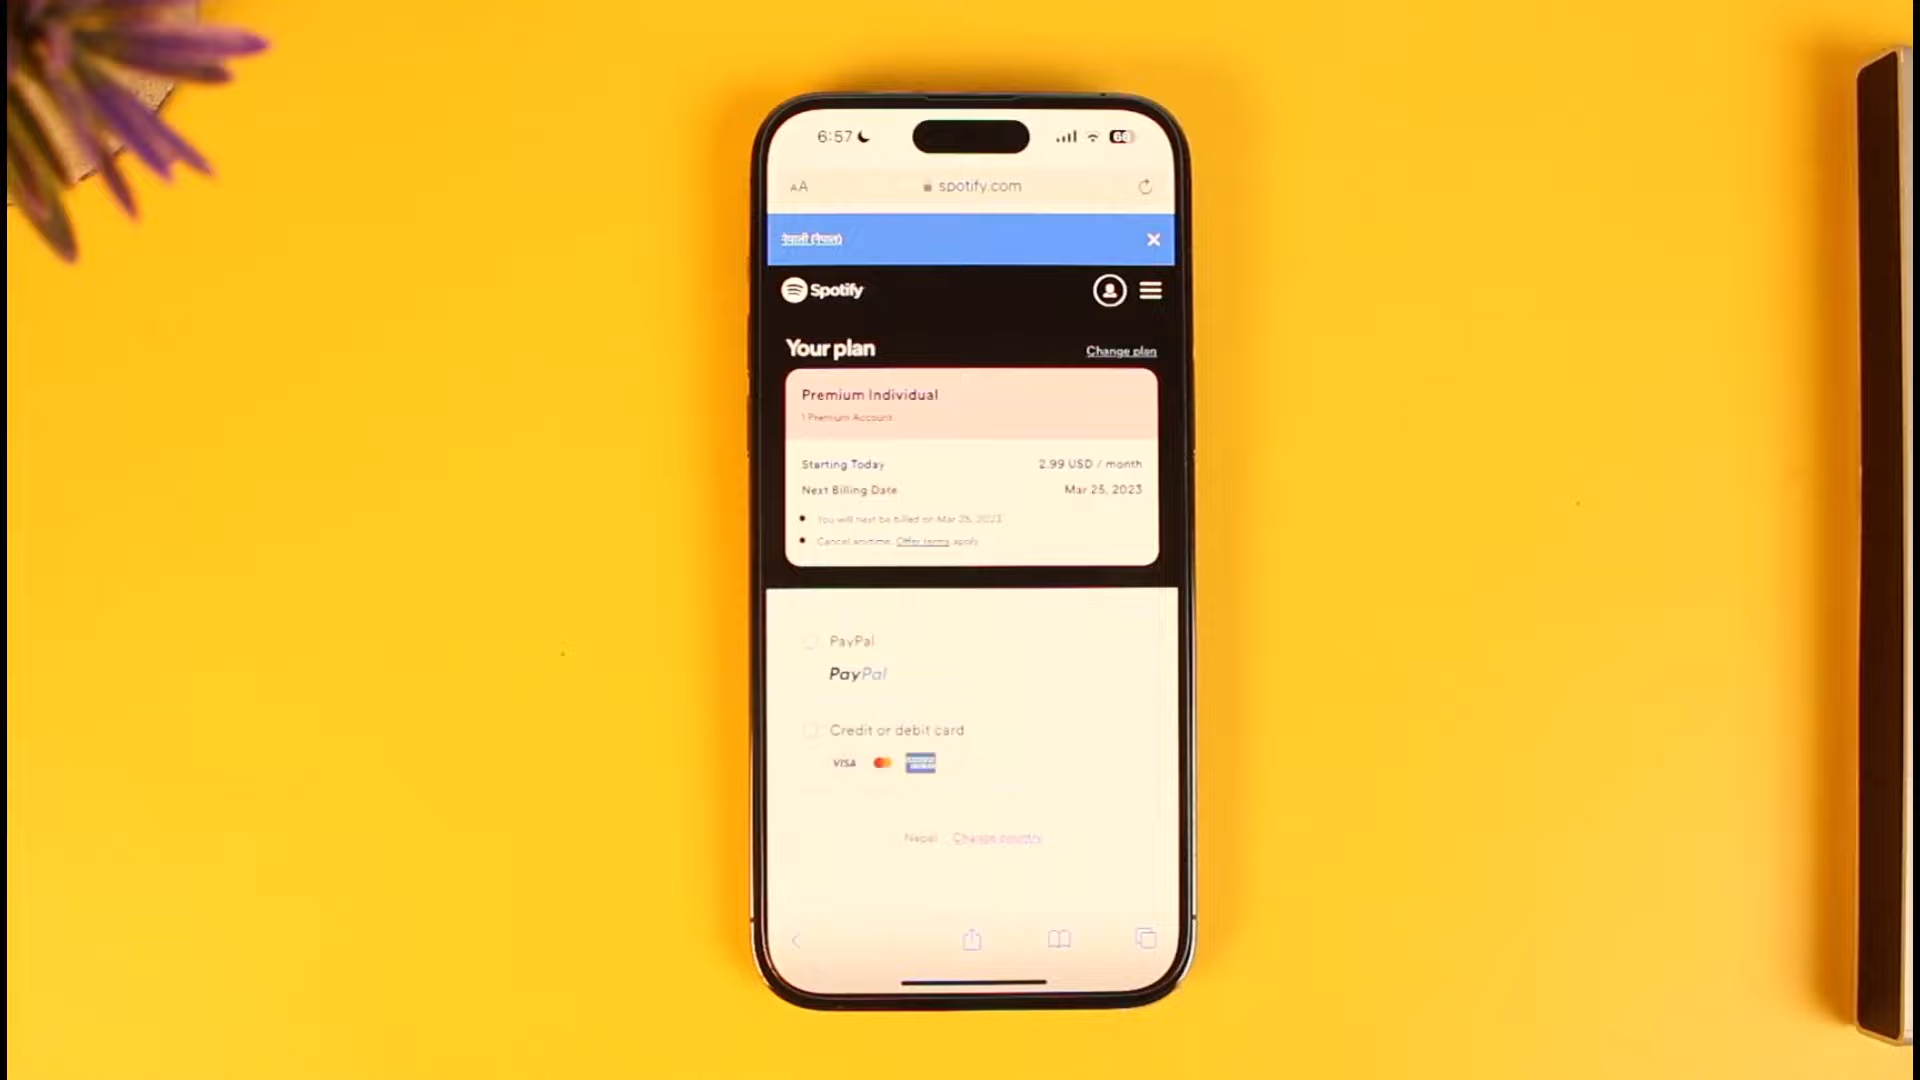 6:57
66
AA spotify.com
नेपाली (नेपाल)
Spotify
Your plan
Change plan
Premium Individual
1 Premium Account
Starting Today 2.99 USD / month
Next Billing Date Mar 25, 2023
You will next be billed on Mar 25, 2023
Cancel anytime. Offer terms apply
PayPal
PayPal
Credit or debit card
VISA
Nepal Change country